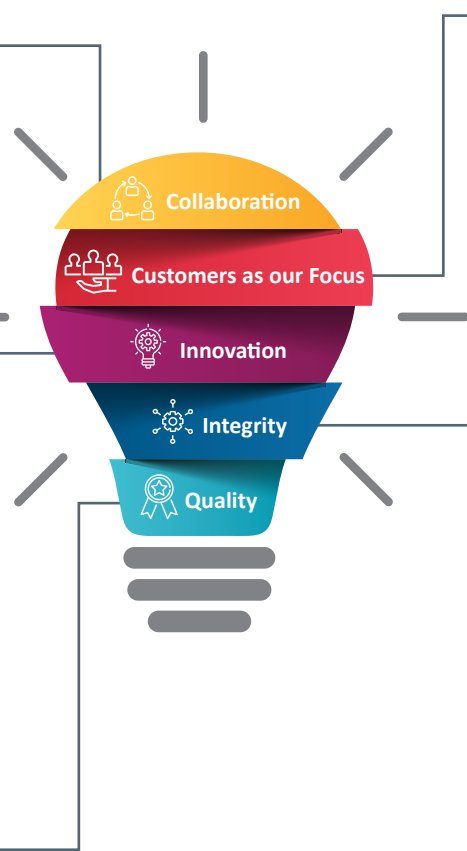 Collaboration
Customers as our Focus
Innovation
Integrity
Quality